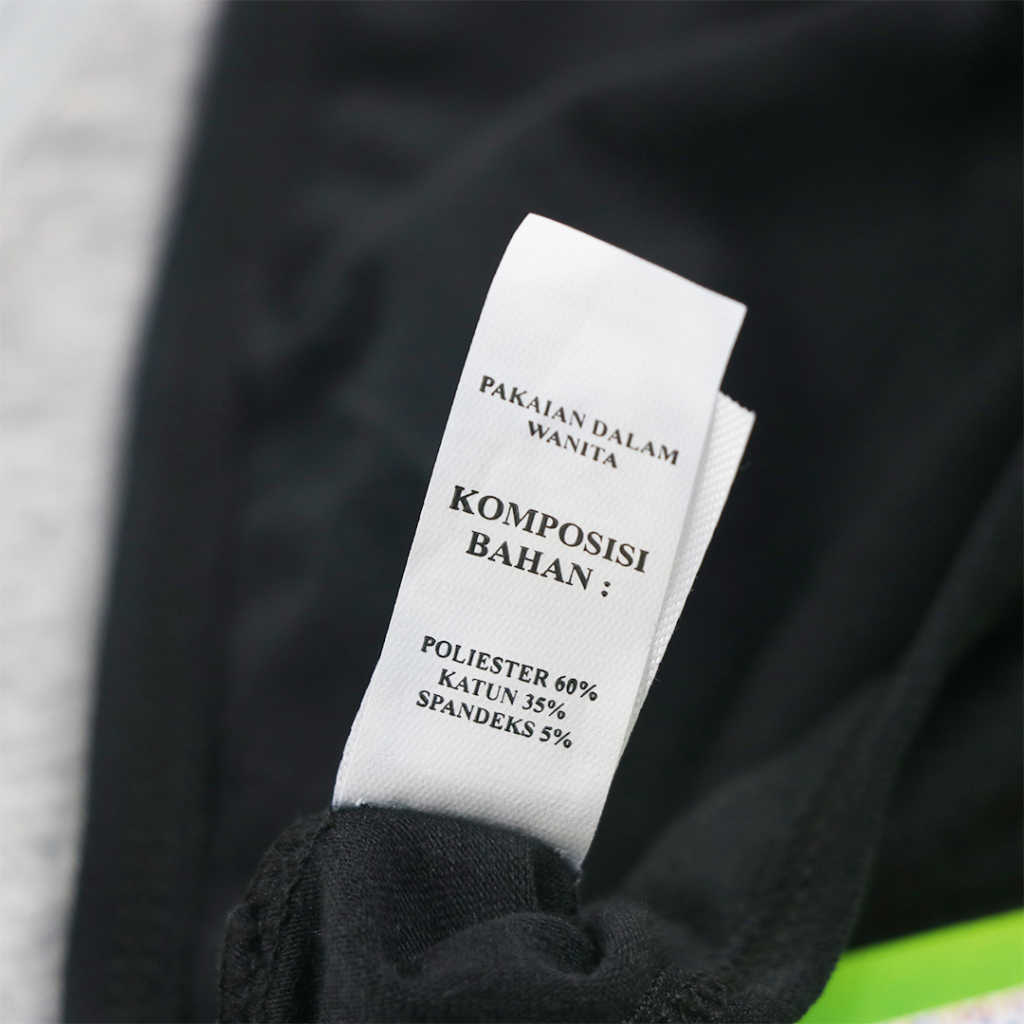 PAKAIAN DALAM
WANITA
KOMPOSISI
BAHAN :
POLIESTER 60%
KATUN 35%
SPANDEKS 5%